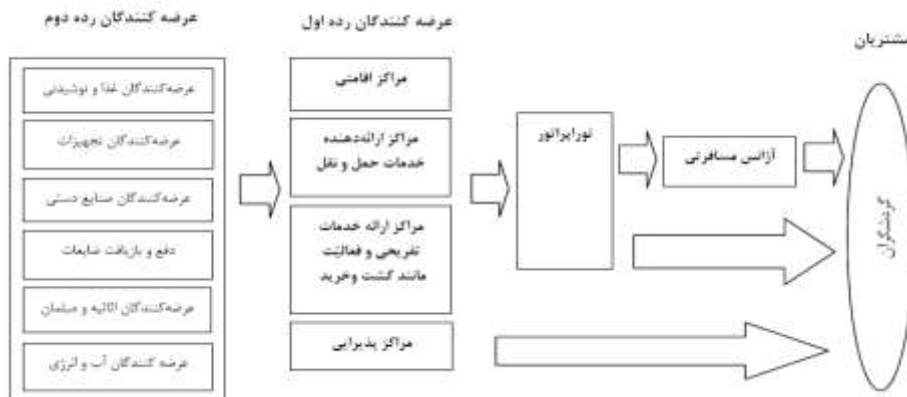 عرضه کنندگان رده دوم
عرضه کنندگان رده اول
مشتریان
عرضه‌کنندگان غذا و نوشیدنی
عرضه‌کنندگان تجهیزات
عرضه‌کنندگان صنایع دستی
دفع و بازیافت ضایعات
عرضه‌کنندگان اثاثیه و مبلمان
عرضه کنندگان آب و انرژی
مراکز اقامتی
مراکز ارائه‌دهنده
خدمات حمل و نقل
مراکز ارائه خدمات
تفریحی و فعالیت
مانند گشت وخرید
مراکز پذیرایی
توراپراتور
آژانس مسافرتی
گردشگران